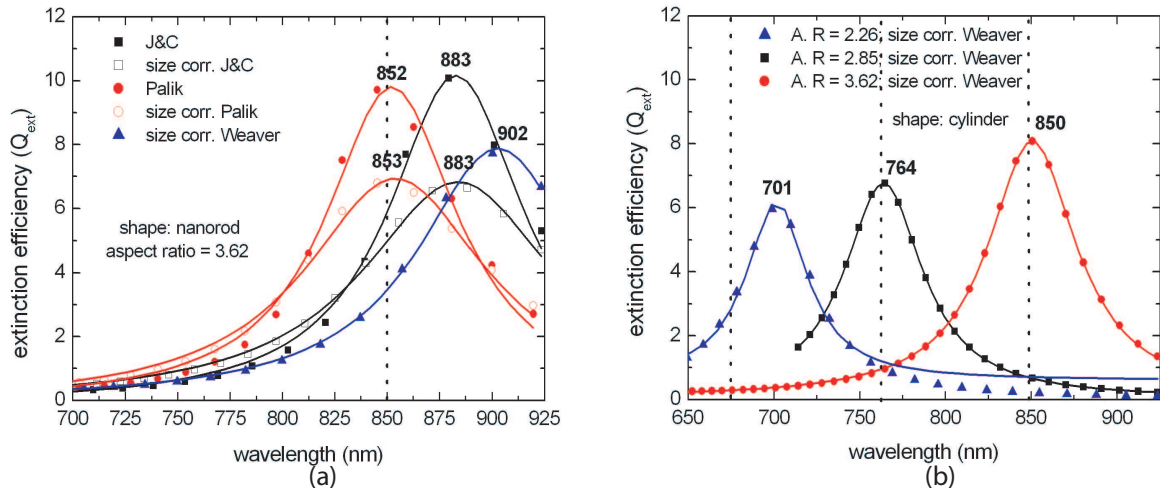 extinction efficiency (Q_ext)
12
10
8
6
4
2
0
J&C
size corr. J&C
Palik
size corr. Palik
size corr. Weaver
852
883
902
853
883
shape: nanorod
aspect ratio = 3.62
700 725 750 775 800 825 850 875 900 925
wavelength (nm)
(a)
extinction efficiency (Q_ext)
12
10
8
6
4
2
0
A. R = 2.26; size corr. Weaver
A. R = 2.85; size corr. Weaver
A. R = 3.62; size corr. Weaver
shape: cylinder
701
764
850
650 700 750 800 850 900
wavelength (nm)
(b)